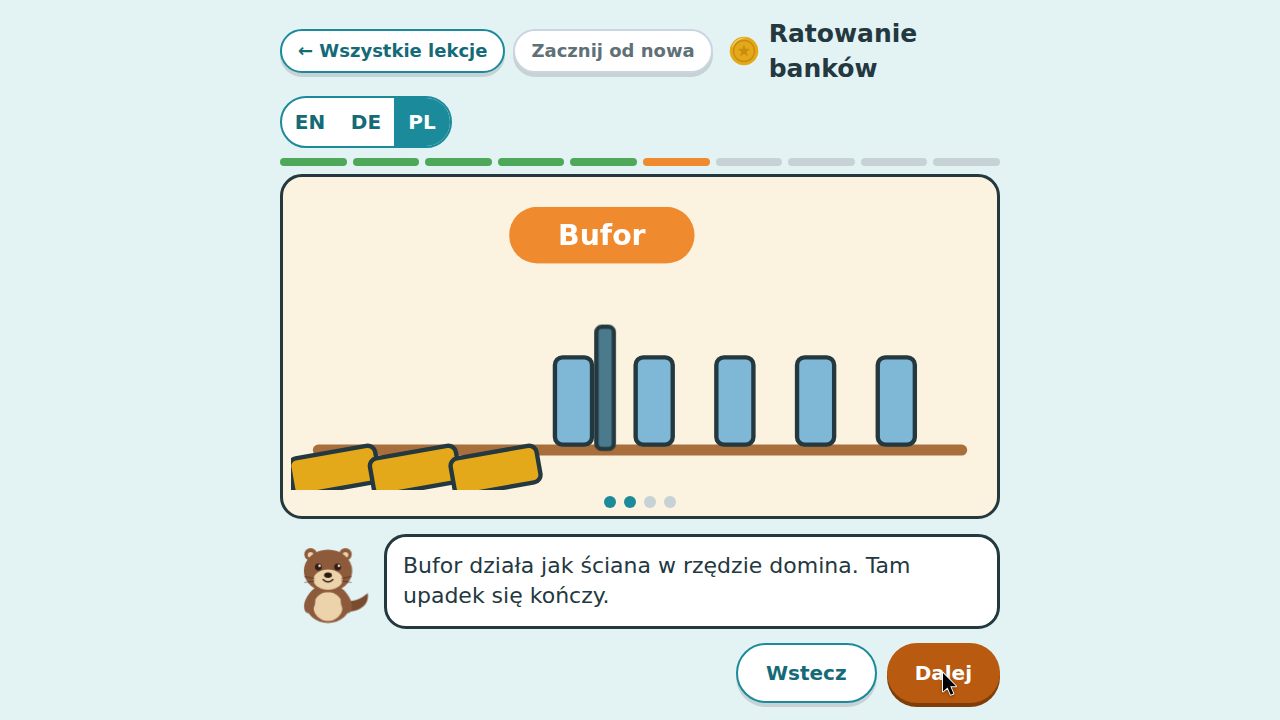 ← Wszystkie lekcje
Zacznij od nowa
Ratowanie
banków
EN DE PL
Bufor
Bufor działa jak ściana w rzędzie domina. Tam
upadek się kończy.
Wstecz
Dalej